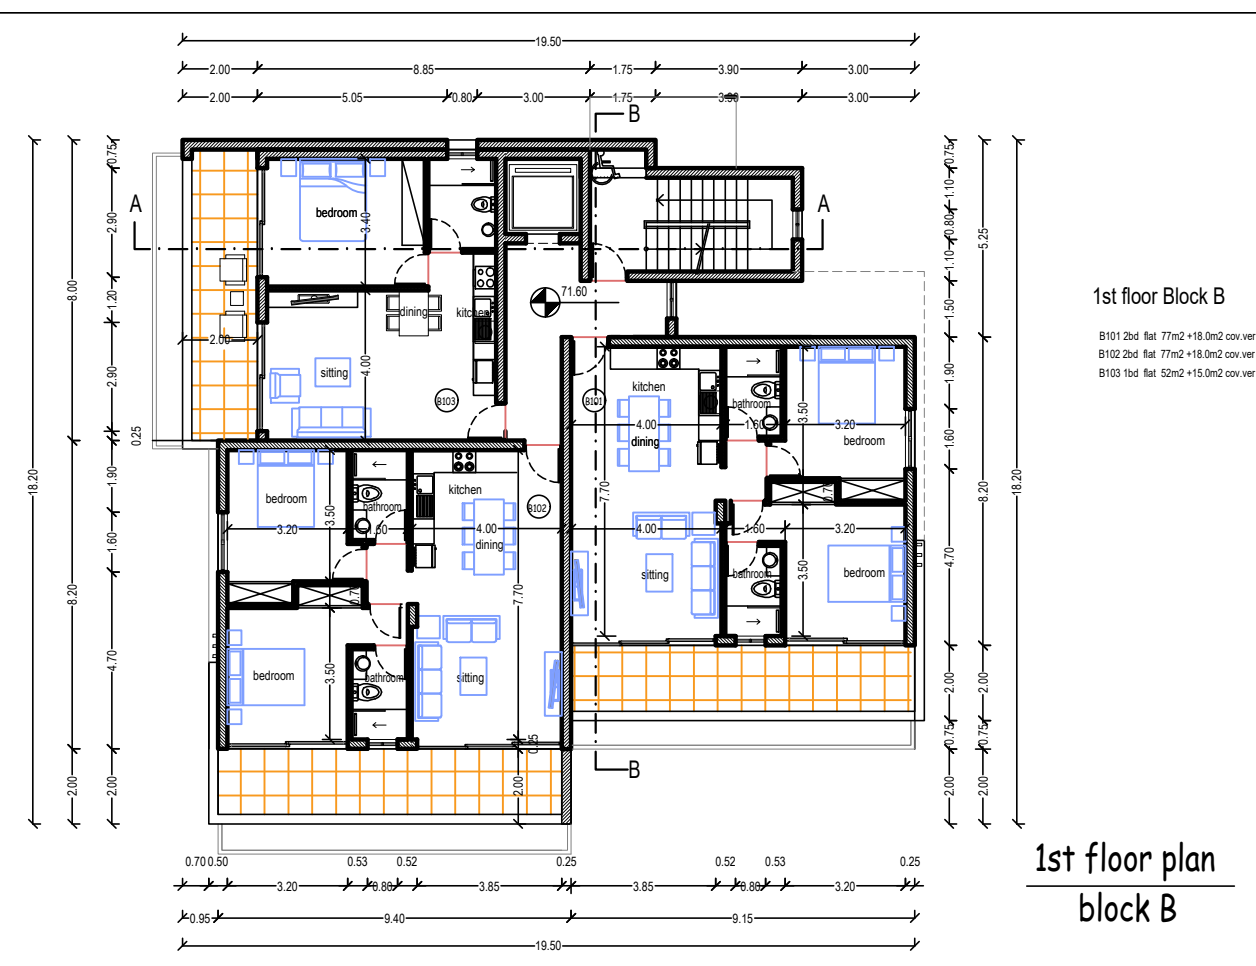 19.50
2.00 8.85 1.75 3.90 3.00
2.00 5.05 0.80 3.00 1.75 3.90 3.00
B
A A
0.75 2.90 1.20 2.90 0.25 1.90 1.60 4.70 2.00
8.00 8.20 2.00
18.20
bedroom
3.40
2.00
sitting
4.00
dining
kitchen
B103
71.60
B101
kitchen
4.00
dining
7.70
4.00
sitting
bathroom
1.60
3.50
3.20
bedroom
0.70
1.60
3.20
bathroom
3.50
bedroom
bedroom
3.20
3.50
bathroom
1.60
kitchen
4.00
dining
B102
0.70
7.70
bedroom
3.50
bathroom
sitting
0.25
2.00
B
0.75 1.10 0.80 1.10 1.50 1.90 1.60 4.70 2.00 0.75 2.00
5.25 8.20 2.00 0.75 2.00
18.20
1st floor Block B
B101 2bd flat 77m2 +18.0m2 cov.ver
B102 2bd flat 77m2 +18.0m2 cov.ver
B103 1bd flat 52m2 +15.0m2 cov.ver
0.70 0.50 0.53 0.52 0.25 0.52 0.53 0.25
3.20 0.80 3.85 3.85 0.80 3.20
0.95 9.40 9.15
19.50
1st floor plan
block B